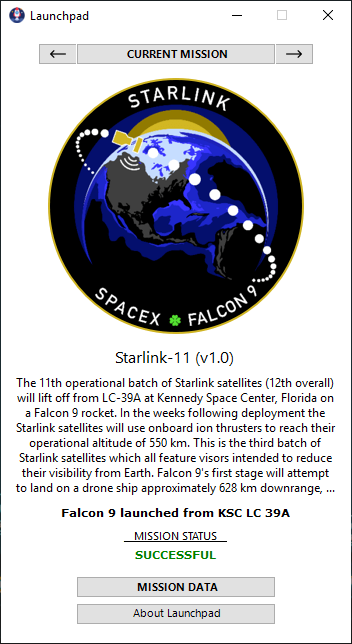 Launchpad
CURRENT MISSION
STARLINK
SPACEX FALCON 9
Starlink-11 (v1.0)
The 11th operational batch of Starlink satellites (12th overall)
will lift off from LC-39A at Kennedy Space Center, Florida on
a Falcon 9 rocket. In the weeks following deployment the
Starlink satellites will use onboard ion thrusters to reach their
operational altitude of 550 km. This is the third batch of
Starlink satellites which all feature visors intended to reduce
their visibility from Earth. Falcon 9's first stage will attempt
to land on a drone ship approximately 628 km downrange, ...
Falcon 9 launched from KSC LC 39A
MISSION STATUS
SUCCESSFUL
MISSION DATA
About Launchpad